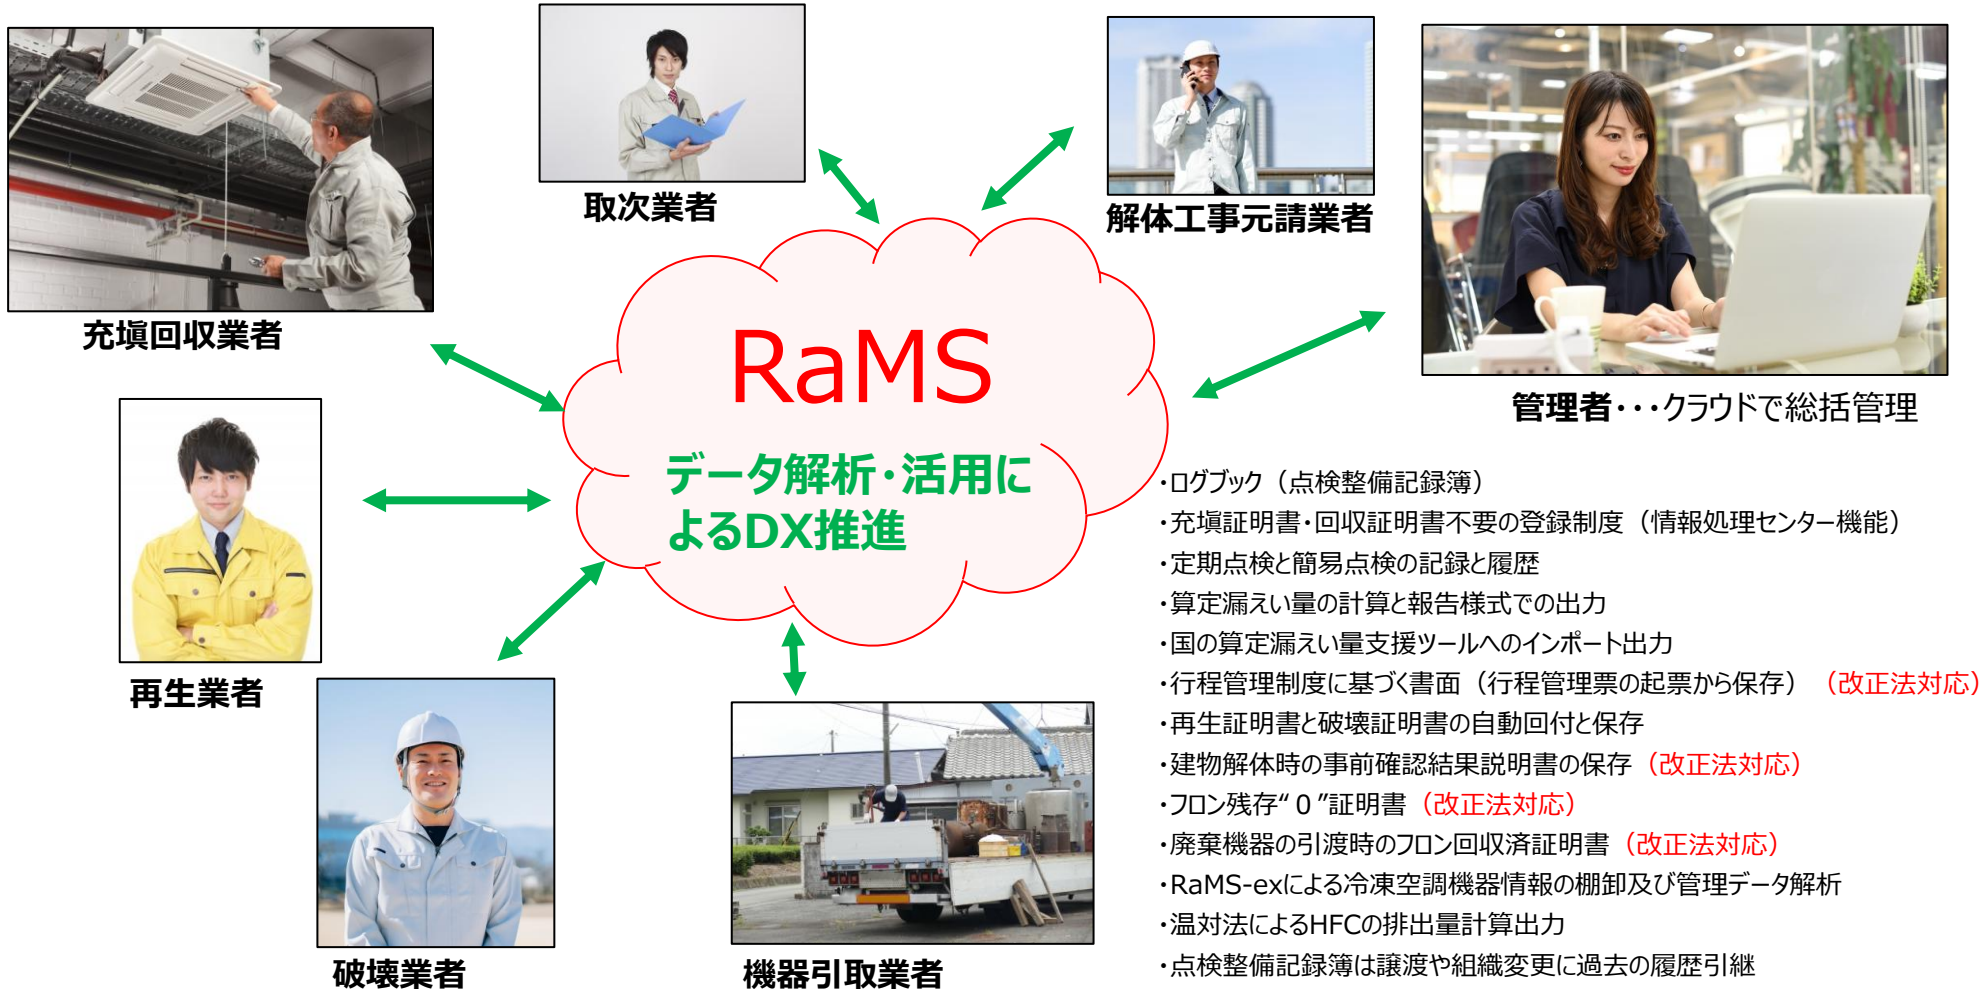 取次業者
解体工事元請業者
充塡回収業者
RaMS
管理者･･･クラウドで総括管理
データ解析･活用に
よるDX推進
再生業者
破壊業者
機器引取業者
･ログブック（点検整備記録簿）
･充塡証明書･回収証明書不要の登録制度（情報処理センター機能）
･定期点検と簡易点検の記録と履歴
･算定漏えい量の計算と報告様式での出力
･国の算定漏えい量支援ツールへのインポート出力
･行程管理制度に基づく書面（行程管理票の起票から保存）（改正法対応）
･再生証明書と破壊証明書の自動回付と保存
･建物解体時の事前確認結果説明書の保存（改正法対応）
･フロン残存“０”証明書（改正法対応）
･廃棄機器の引渡時のフロン回収済証明書（改正法対応）
･RaMS-exによる冷凍空調機器情報の棚卸及び管理データ解析
･温対法によるHFCの排出量計算出力
･点検整備記録簿は譲渡や組織変更に過去の履歴引継